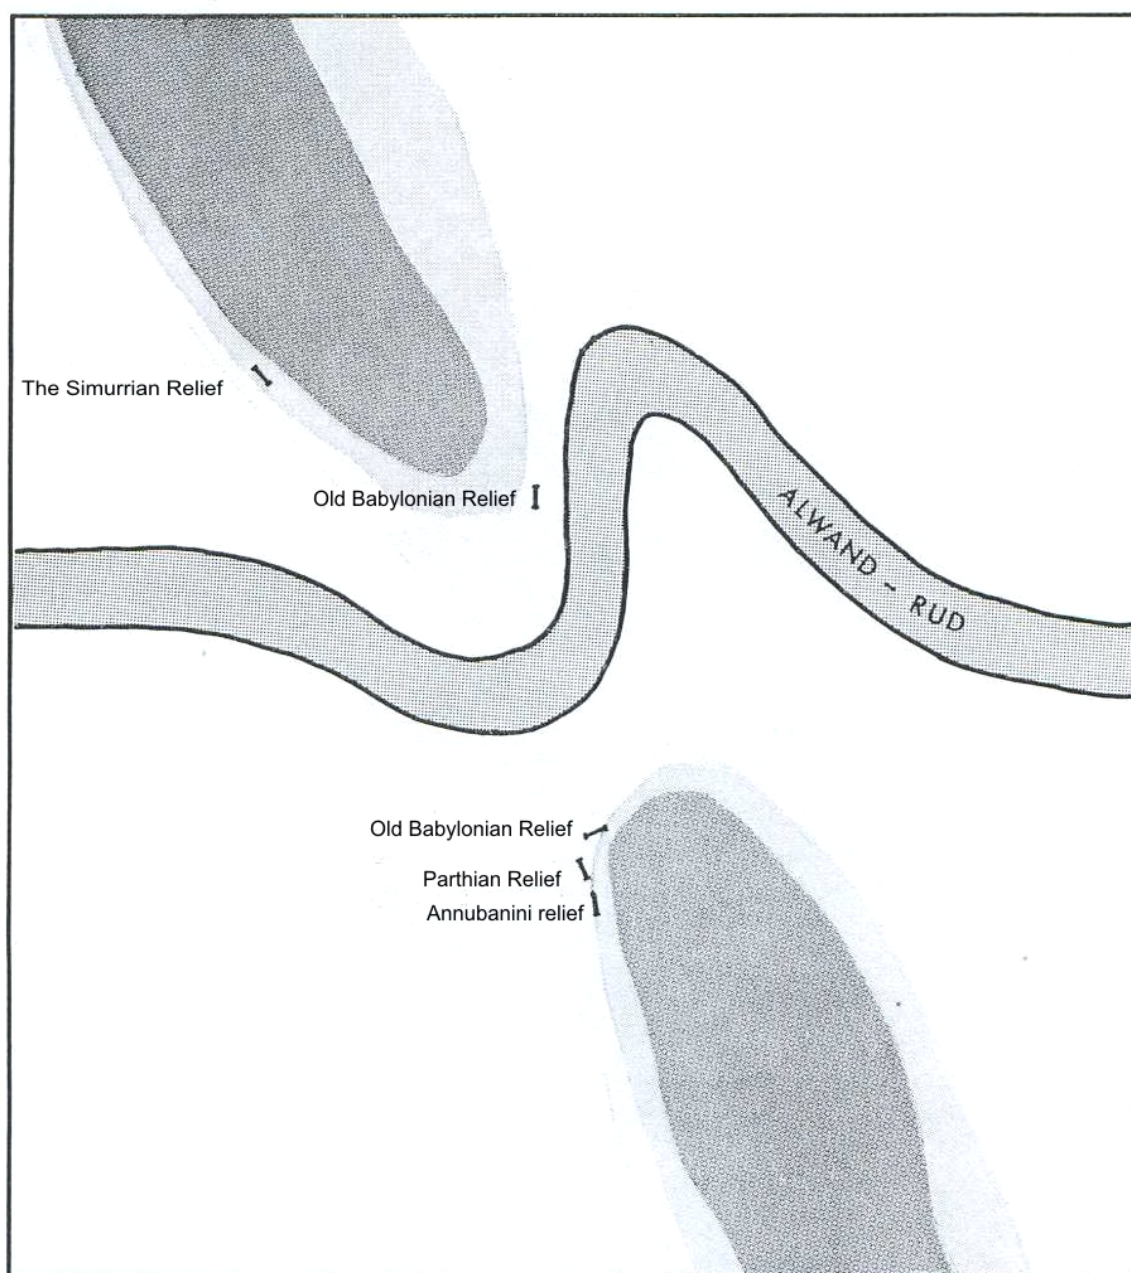 The Simurrian Relief
Old Babylonian Relief
ALWAND - RUD
Old Babylonian Relief
Parthian Relief
Annubanini relief